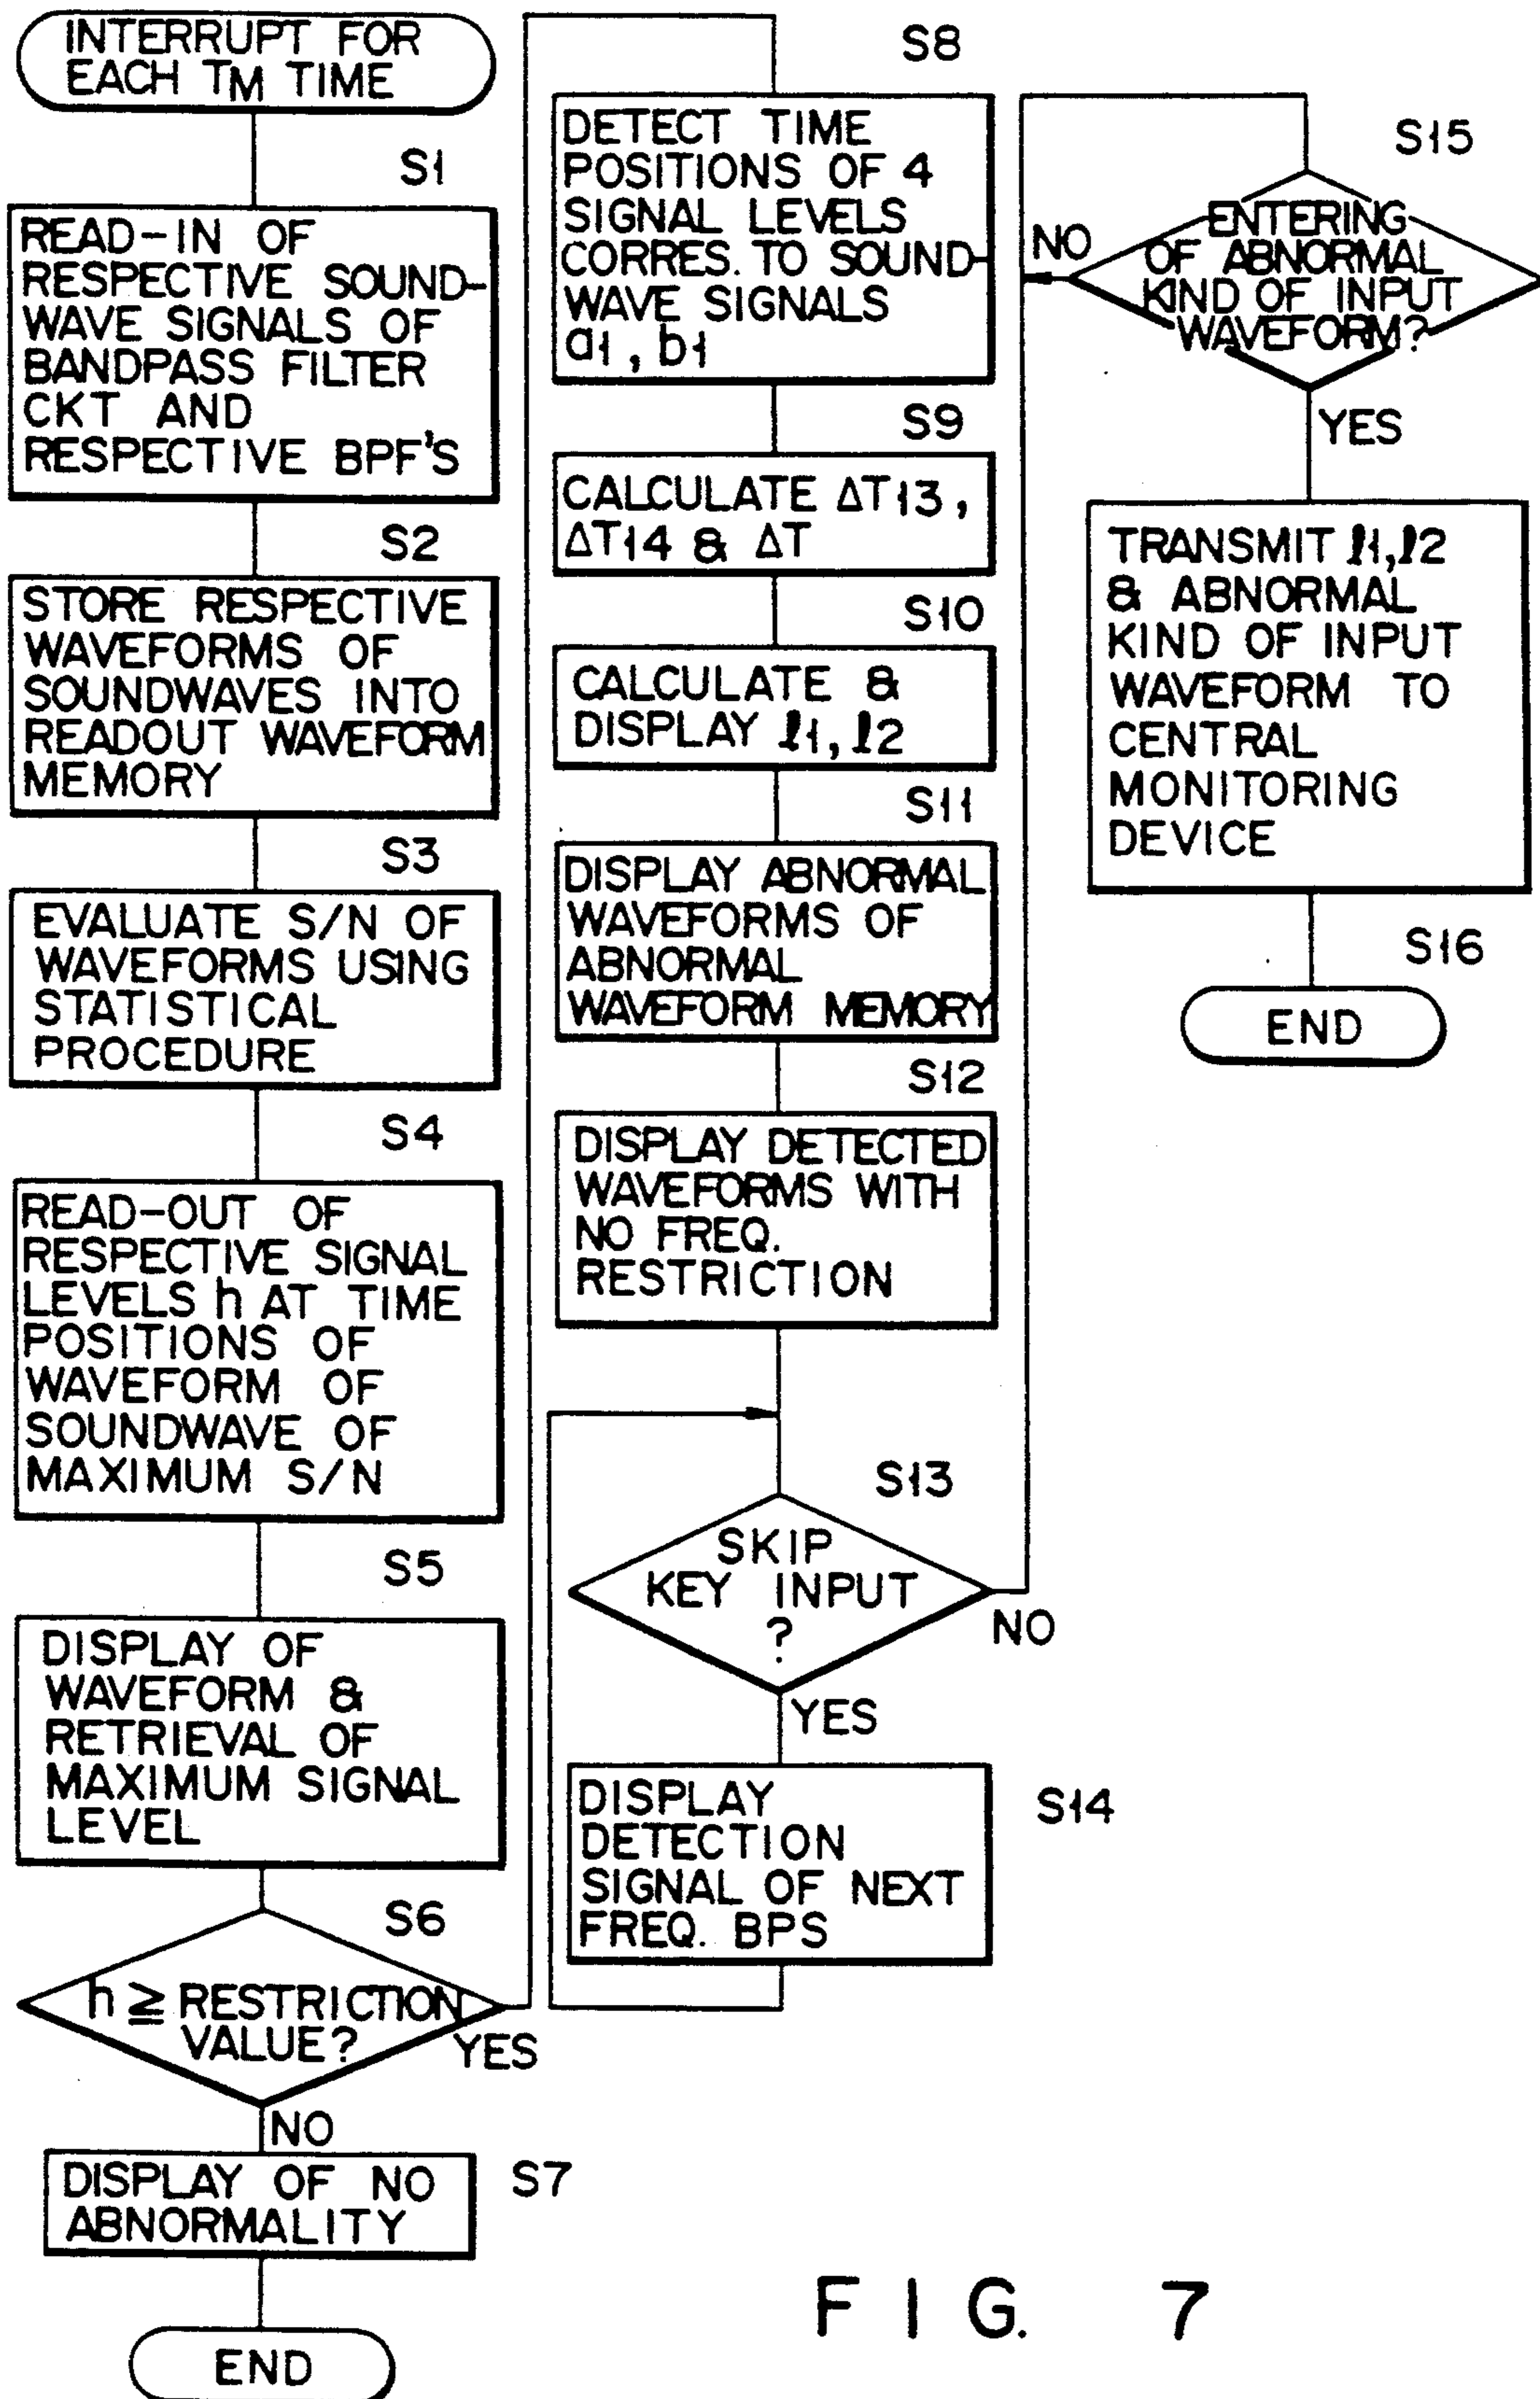 INTERRUPT FOR
EACH TM TIME
S1
READ-IN OF
RESPECTIVE SOUND-
WAVE SIGNALS OF
BANDPASS FILTER
CKT AND
RESPECTIVE BPF'S
S2
STORE RESPECTIVE
WAVEFORMS OF
SOUNDWAVES INTO
READOUT WAVEFORM
MEMORY
S3
EVALUATE S/N OF
WAVEFORMS USING
STATISTICAL
PROCEDURE
S4
READ-OUT OF
RESPECTIVE SIGNAL
LEVELS h AT TIME
POSITIONS OF
WAVEFORM OF
SOUNDWAVE OF
MAXIMUM S/N
S5
DISPLAY OF
WAVEFORM &
RETRIEVAL OF
MAXIMUM SIGNAL
LEVEL
S6
h ≧ RESTRICTION
VALUE?
YES
NO
DISPLAY OF NO
ABNORMALITY
S7
END
S8
DETECT TIME
POSITIONS OF 4
SIGNAL LEVELS
CORRES. TO SOUND-
WAVE SIGNALS
a1, b1
S9
CALCULATE ΔT13,
ΔT14 & ΔT
S10
CALCULATE &
DISPLAY ℓ1, ℓ2
S11
DISPLAY ABNORMAL
WAVEFORMS OF
ABNORMAL
WAVEFORM MEMORY
S12
DISPLAY DETECTED
WAVEFORMS WITH
NO FREQ.
RESTRICTION
S13
SKIP
KEY INPUT
?
NO
YES
DISPLAY
DETECTION
SIGNAL OF NEXT
FREQ. BPS
S14
S15
ENTERING
OF ABNORMAL
KIND OF INPUT
WAVEFORM?
NO
YES
TRANSMIT ℓ1, ℓ2
& ABNORMAL
KIND OF INPUT
WAVEFORM TO
CENTRAL
MONITORING
DEVICE
S16
END
FIG. 7